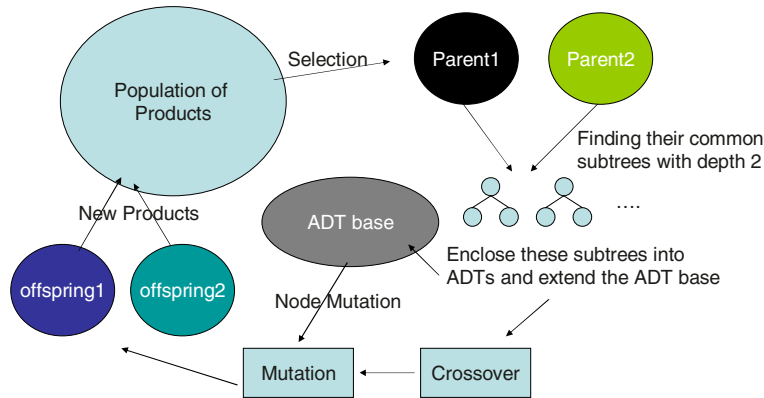 Selection
Parent1
Parent2
Population of
Products
Finding their common
subtrees with depth 2
....
New Products
ADT base
Enclose these subtrees into
ADTs and extend the ADT base
offspring1
offspring2
Node Mutation
Mutation
Crossover